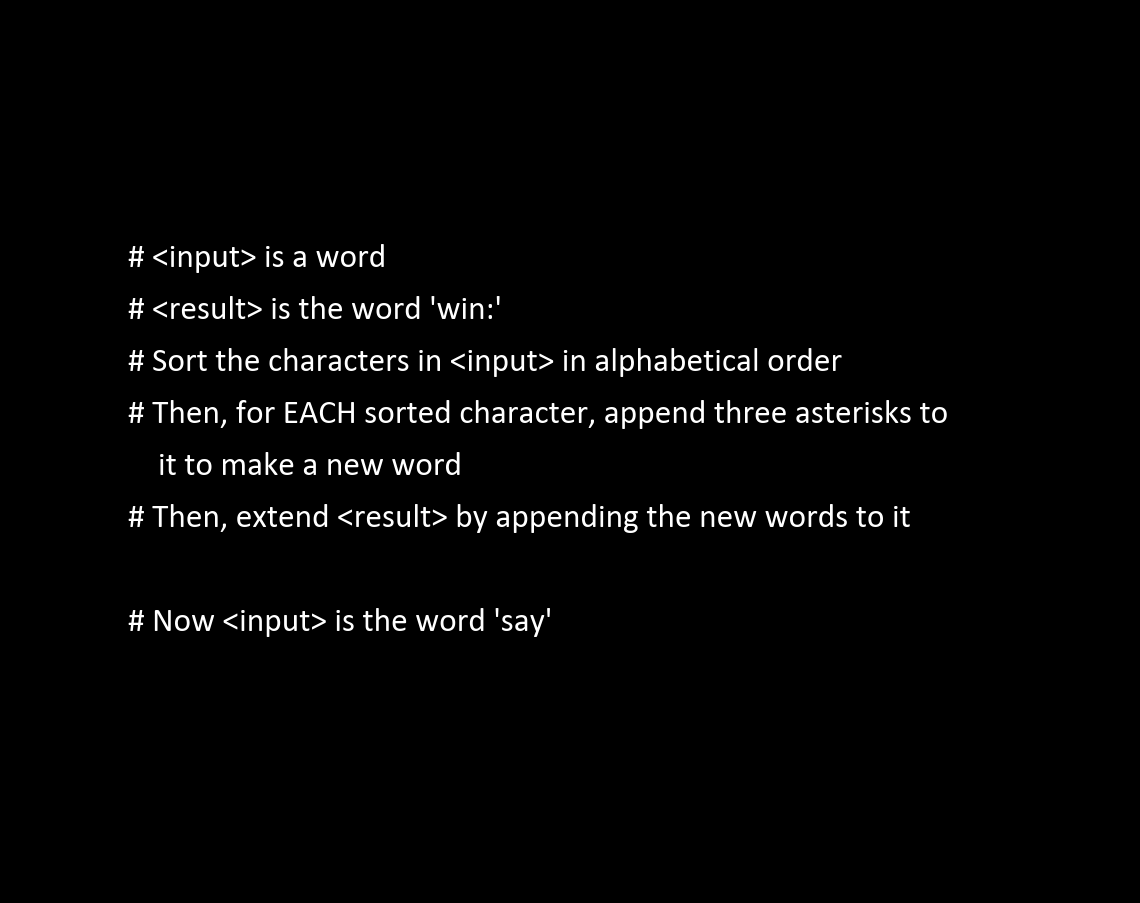 # <input> is a word
# <result> is the word 'win:'
# Sort the characters in <input> in alphabetical order
# Then, for EACH sorted character, append three asterisks to
it to make a new word
# Then, extend <result> by appending the new words to it
# Now <input> is the word 'say'